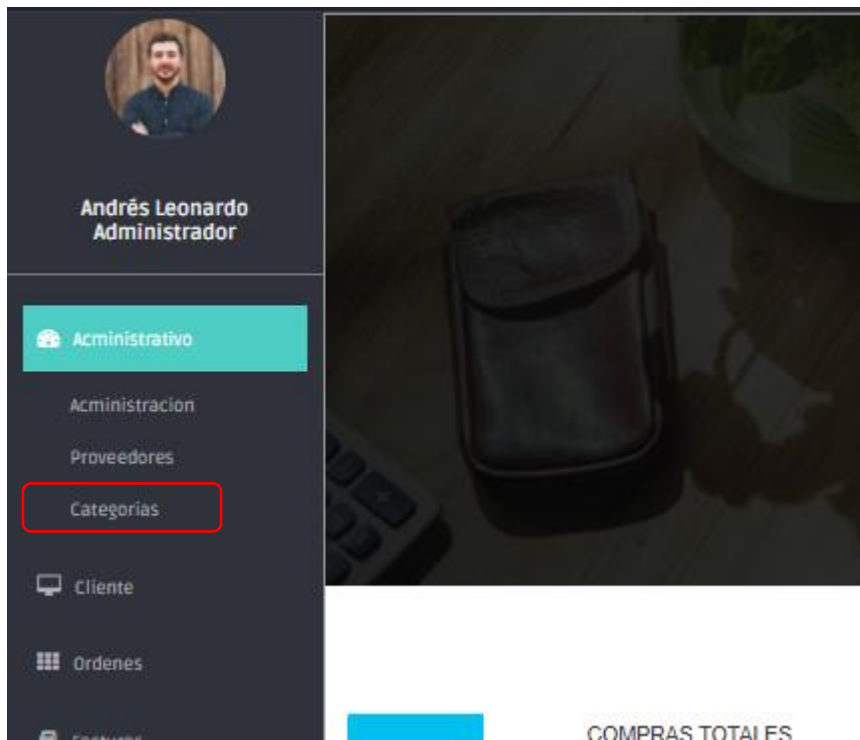 Andrés Leonardo
Administrador
Acministrativo
Acministracion
Proveedores
Categorias
Cliente
Ordenes
COMPRAS TOTALES